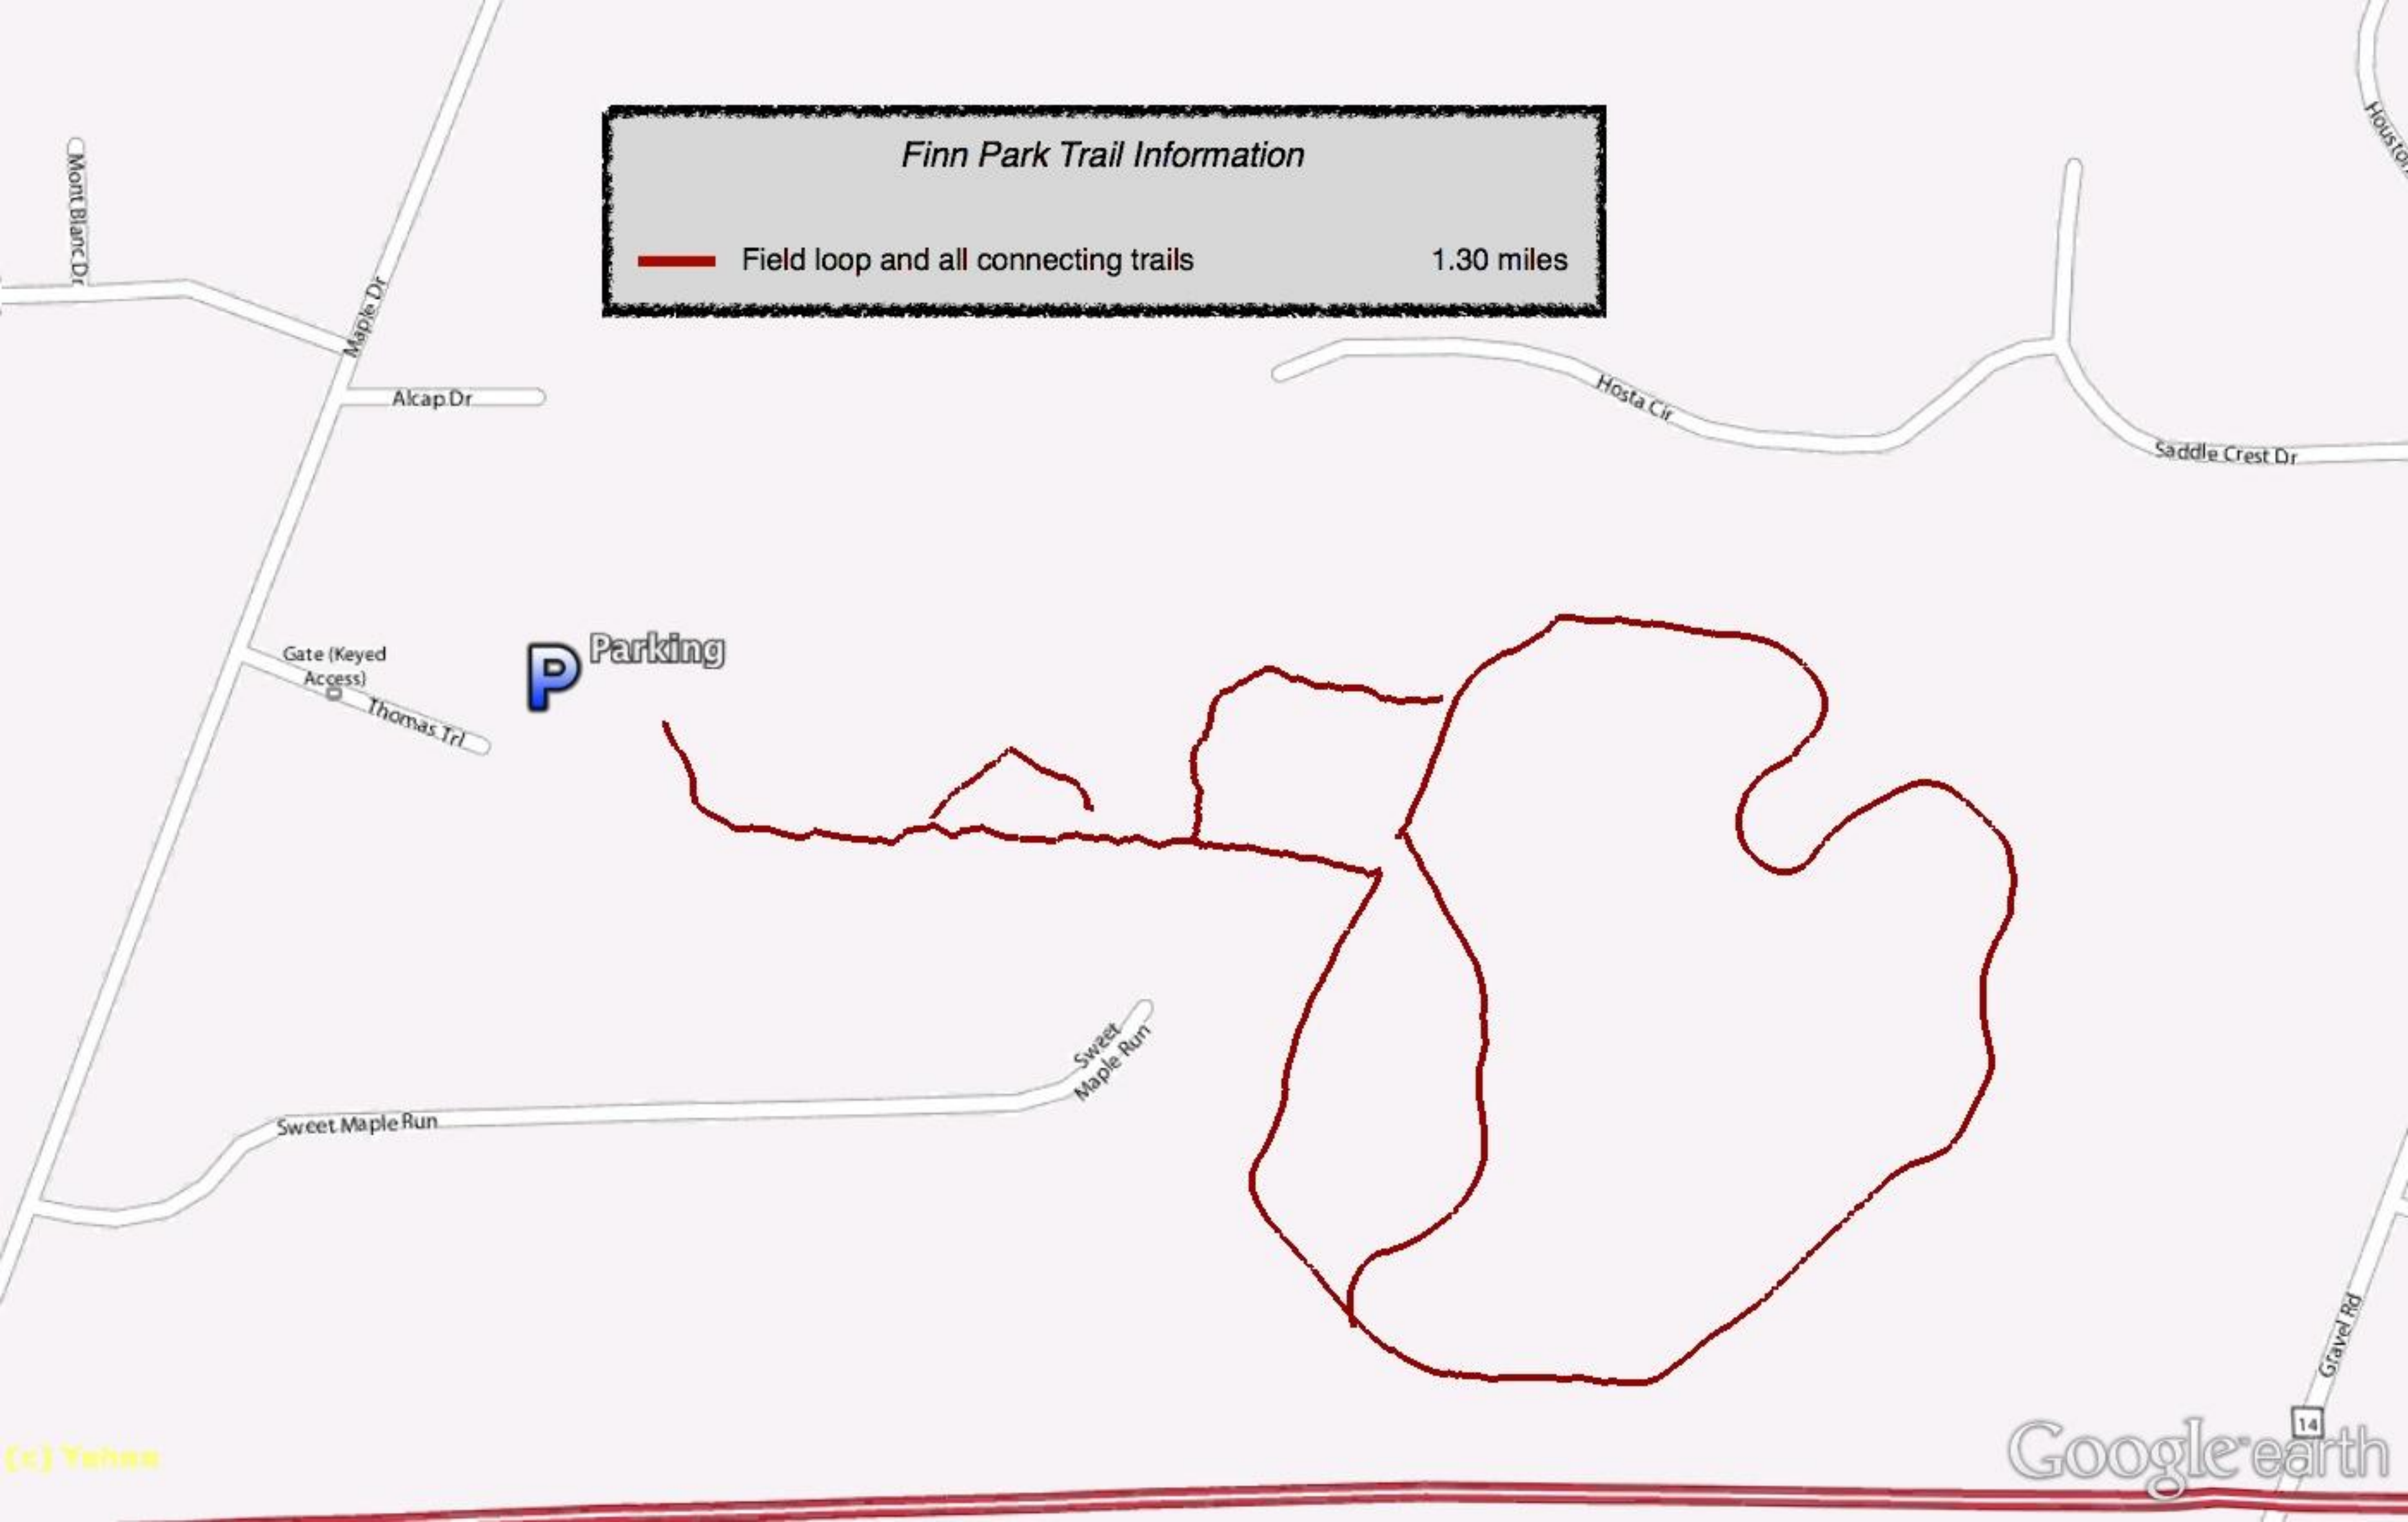 Finn Park Trail Information
Field loop and all connecting trails 1.30 miles
Mont Blanc Dr
Maple Dr
Alcap Dr
Hosta Cir
Saddle Crest Dr
Gate (Keyed
Access)
Thomas Trl
P Parking
Sweet
Maple Run
Sweet Maple Run
Gravel Rd
14
(c) Yahoo
Google earth